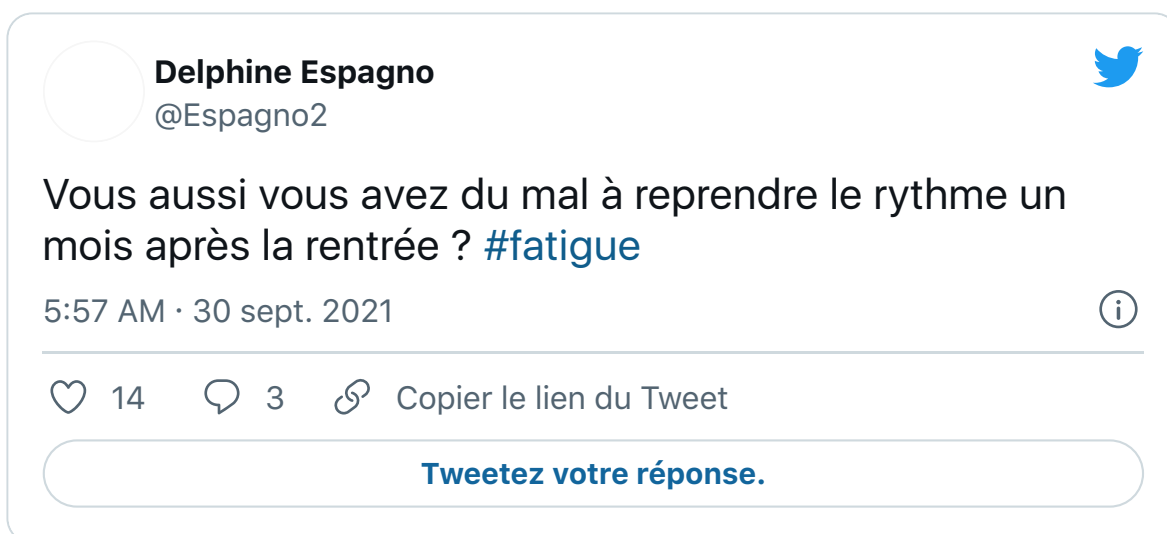 Delphine Espagno
@Espagno2
Vous aussi vous avez du mal à reprendre le rythme un
mois après la rentrée ? #fatigue
5:57 AM · 30 sept. 2021
14 3 Copier le lien du Tweet
Tweetez votre réponse.